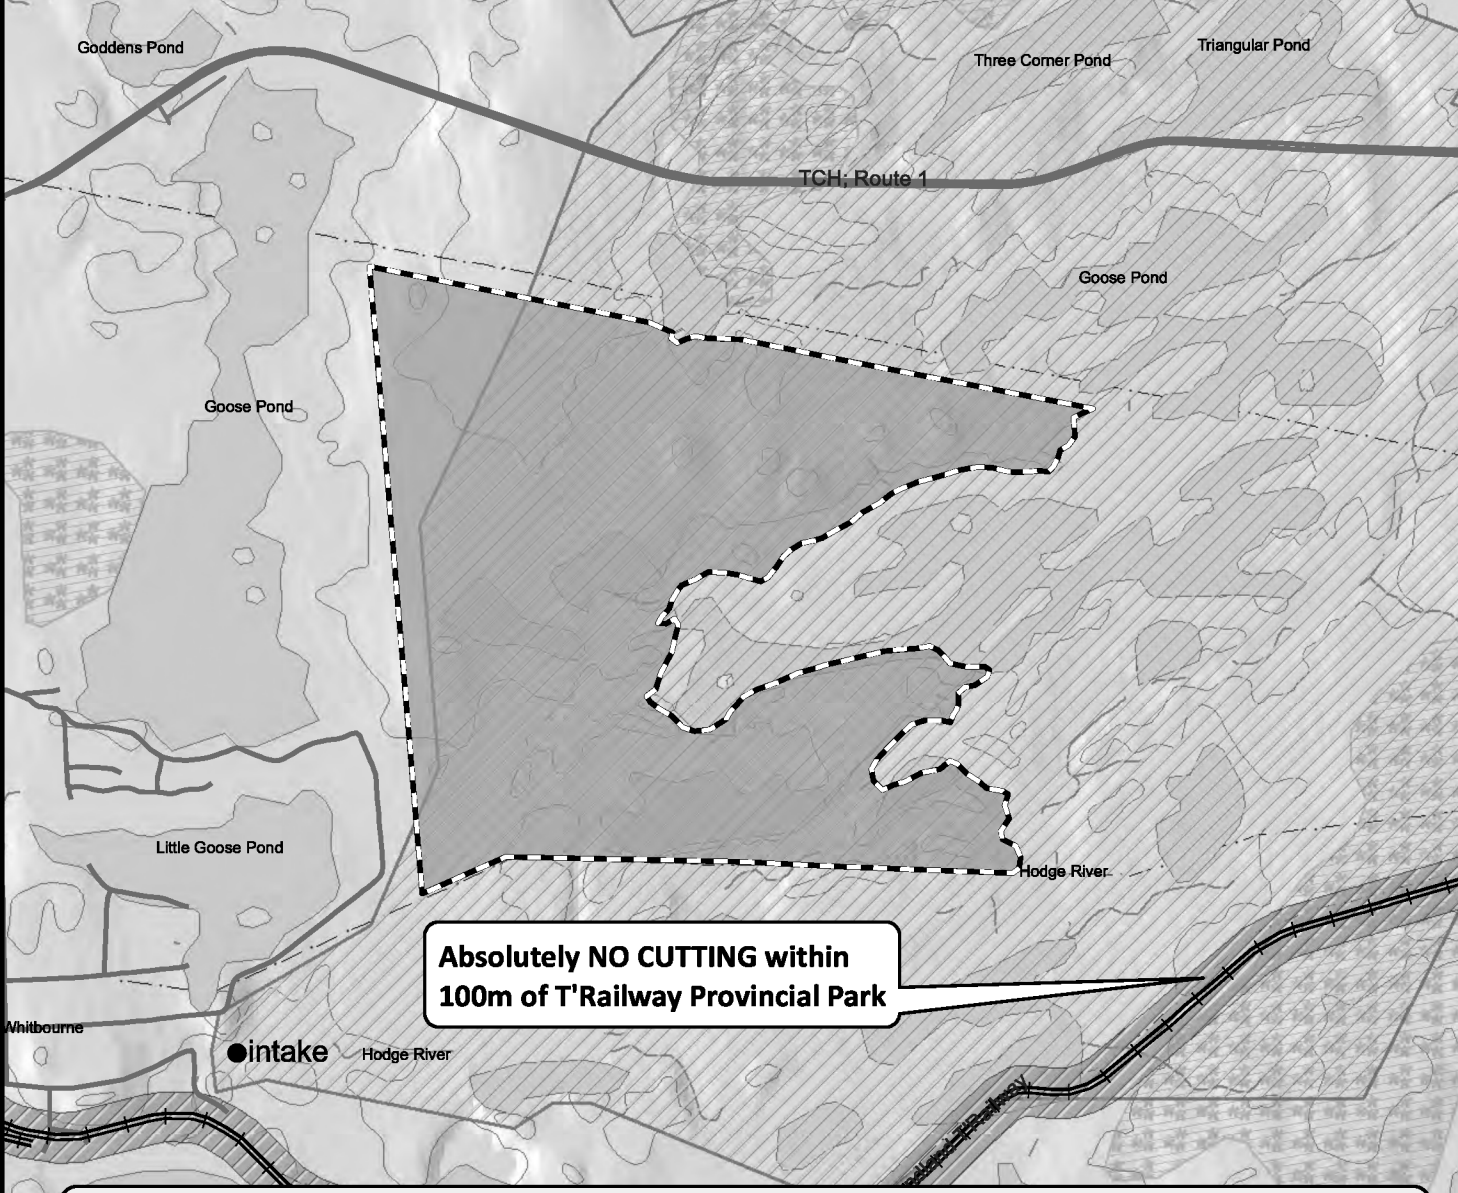 Goddens Pond
Three Corner Pond
Triangular Pond
TCH; Route 1
Goose Pond
Goose Pond
Little Goose Pond
Hodge River
Absolutely NO CUTTING within
100m of T'Railway Provincial Park
Whitbourne
intake
Hodge River
T'Railway